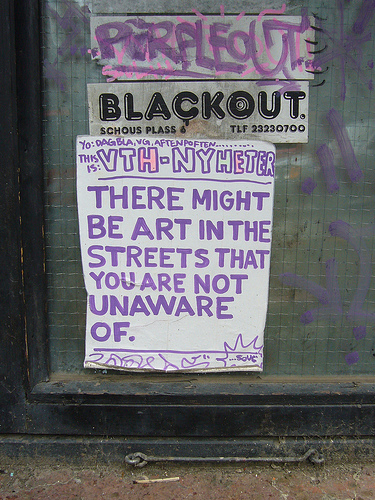 PURPLEOUT
BLACKOUT.
SCHOUS PLASS 6 TLF 23230700
YO: DAGBLA, VG, AFTENPOSTEN.........
THIS IS: VTH-NYHETER
THERE MIGHT
BE ART IN THE
STREETS THAT
YOU ARE NOT
UNAWARE
OF.